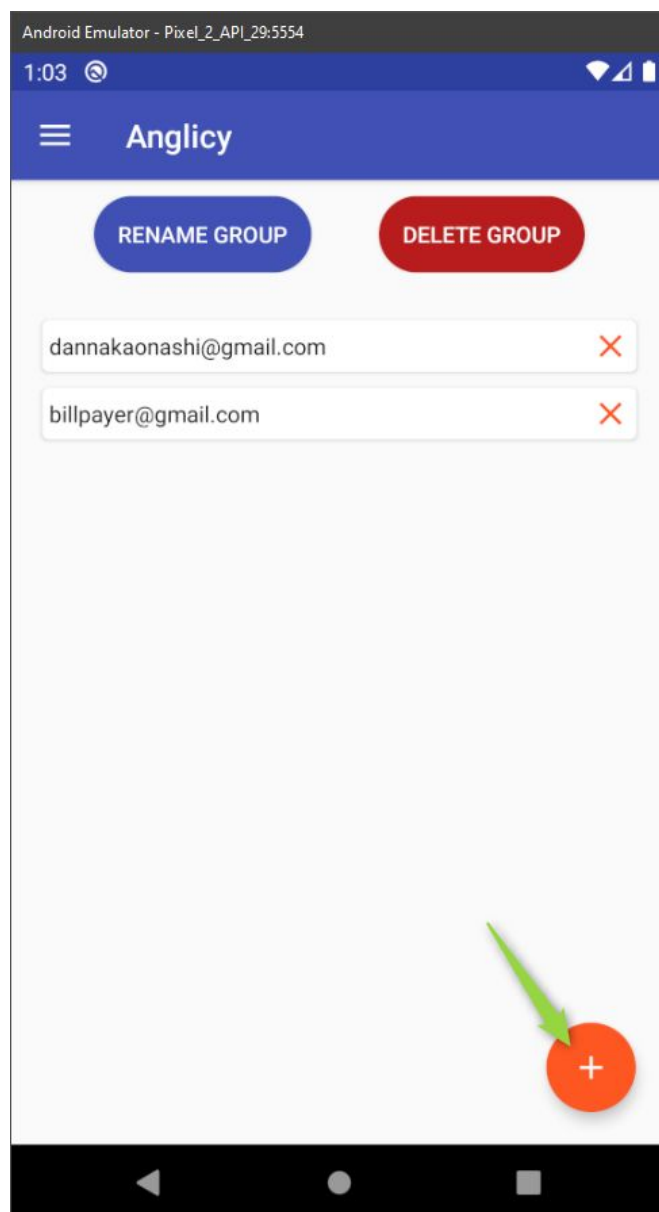 Android Emulator - Pixel_2_API_29:5554
1:03
Anglicy
RENAME GROUP
DELETE GROUP
dannakaonashi@gmail.com
billpayer@gmail.com
+